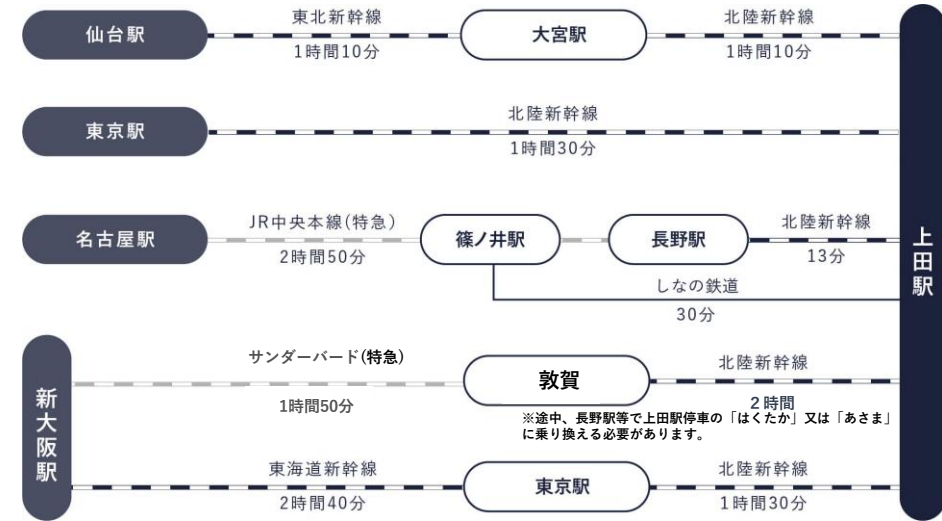 仙台駅
東北新幹線
1時間10分
大宮駅
北陸新幹線
1時間10分
東京駅
北陸新幹線
1時間30分
名古屋駅
JR中央本線(特急)
2時間50分
篠ノ井駅
長野駅
北陸新幹線
13分
しなの鉄道
30分
上田駅
新大阪駅
サンダーバード(特急)
1時間50分
敦賀
北陸新幹線
2時間
※途中、長野駅等で上田駅停車の「はくたか」又は「あさま」
に乗り換える必要があります。
東海道新幹線
2時間40分
東京駅
北陸新幹線
1時間30分